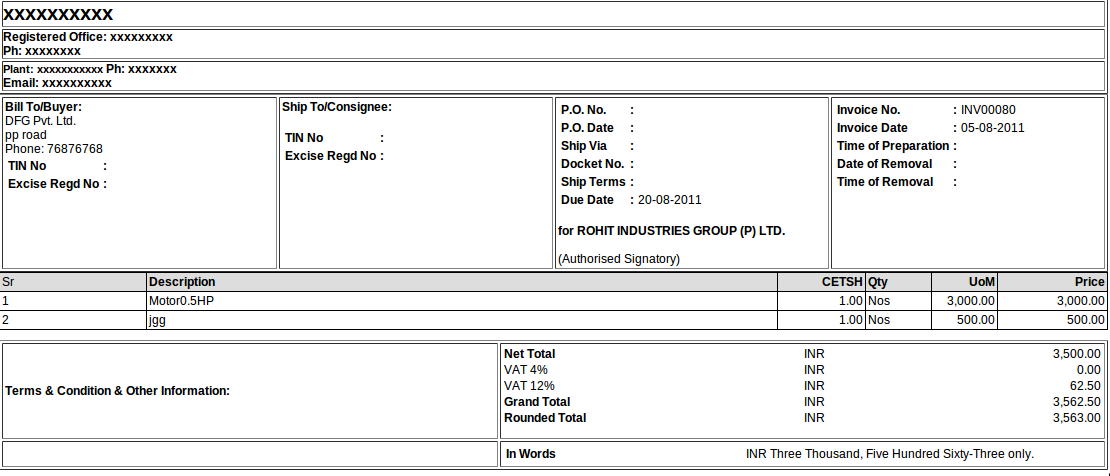 xxxxxxxxxx
Registered Office: xxxxxxxxx
Ph: xxxxxxxx
Plant: xxxxxxxxxxx Ph: xxxxxxx
Email: xxxxxxxxxx
Bill To/Buyer:
DFG Pvt. Ltd.
pp road
Phone: 76876768
TIN No :
Excise Regd No :
Ship To/Consignee:
TIN No :
Excise Regd No :
P.O. No. :
P.O. Date :
Ship Via :
Docket No. :
Ship Terms :
Due Date : 20-08-2011
for ROHIT INDUSTRIES GROUP (P) LTD.
(Authorised Signatory)
Invoice No. : INV00080
Invoice Date : 05-08-2011
Time of Preparation :
Date of Removal :
Time of Removal :
Sr Description CETSH Qty UoM Price
1 Motor0.5HP 1.00 Nos 3,000.00 3,000.00
2 jgg 1.00 Nos 500.00 500.00
Terms & Condition & Other Information:
Net Total INR 3,500.00
VAT 4% INR 0.00
VAT 12% INR 62.50
Grand Total INR 3,562.50
Rounded Total INR 3,563.00
In Words INR Three Thousand, Five Hundred Sixty-Three only.